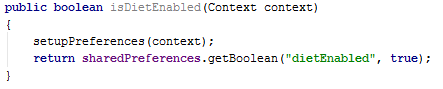 public boolean isDietEnabled(Context context)
{
setupPreferences(context);
return sharedPreferences.getBoolean("dietEnabled", true);
}